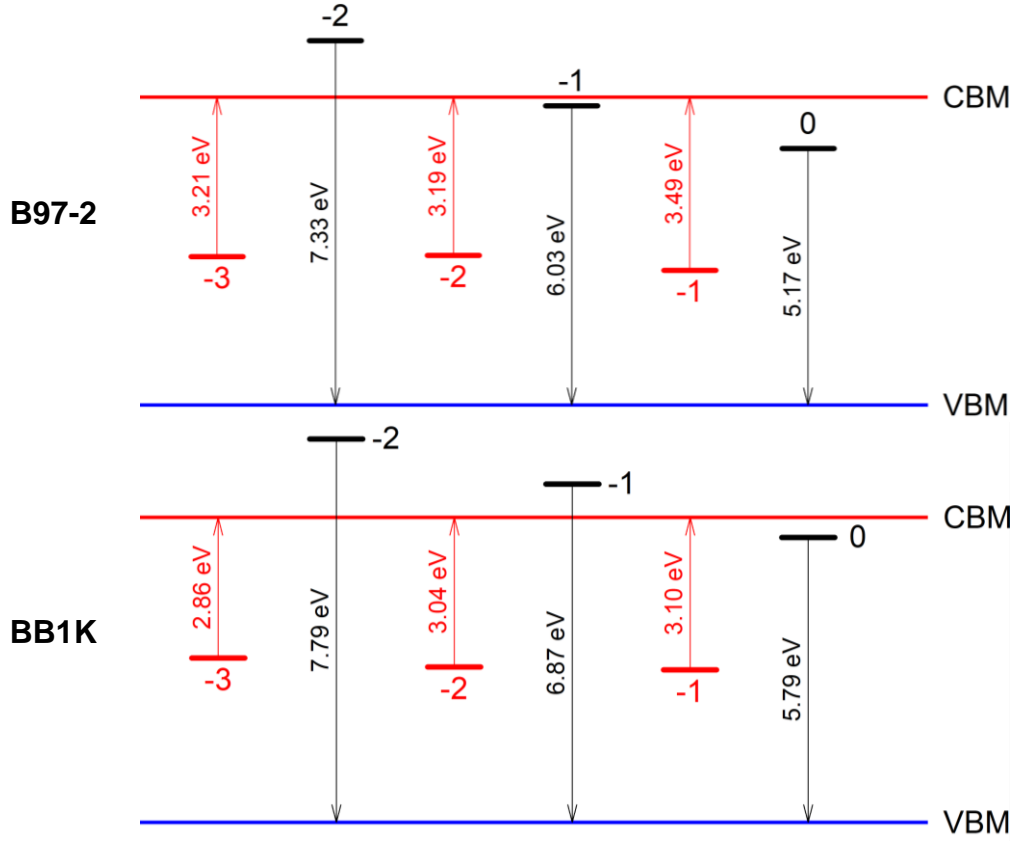 -2
CBM
-1
0
3.21 eV
7.33 eV
3.19 eV
6.03 eV
3.49 eV
5.17 eV
B97-2
-3
-2
-1
VBM
-2
-1
CBM
0
2.86 eV
7.79 eV
3.04 eV
6.87 eV
3.10 eV
5.79 eV
BB1K
-3
-2
-1
VBM